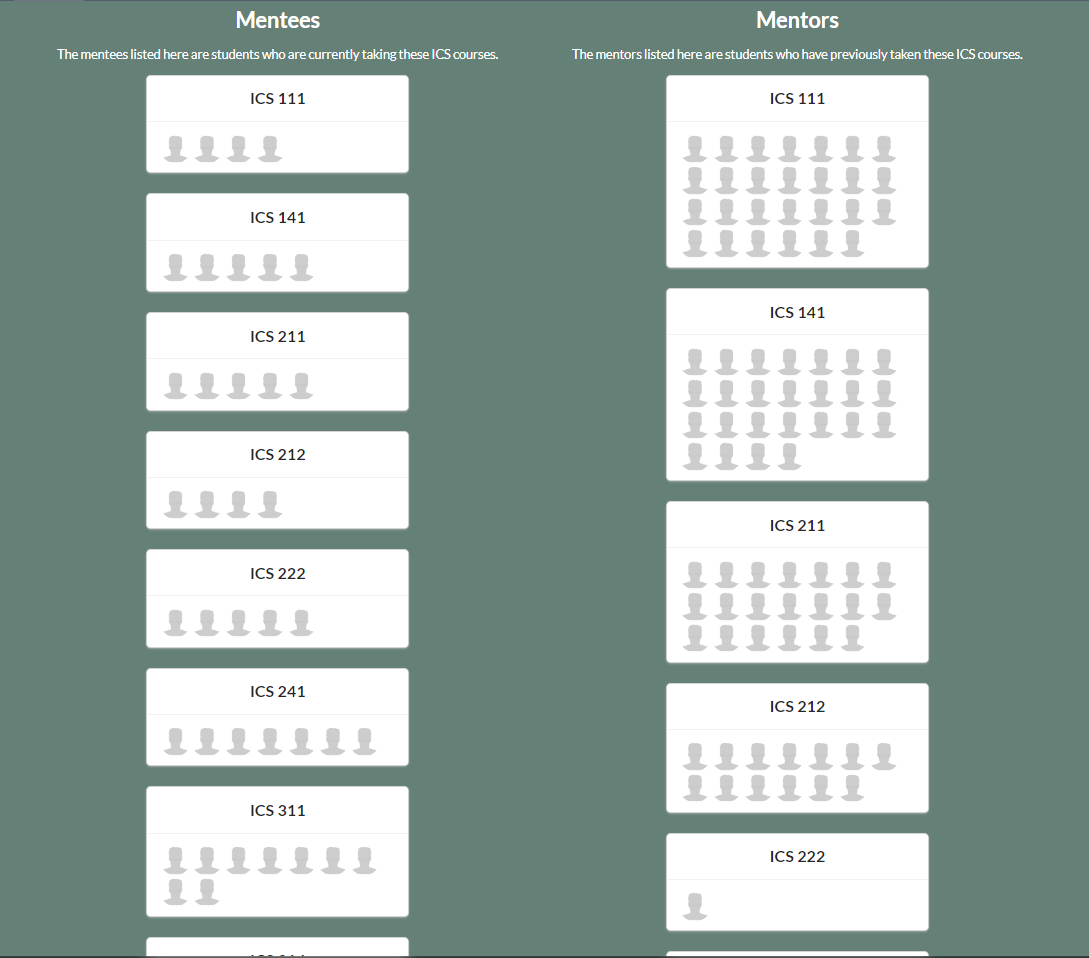 Mentees
The mentees listed here are students who are currently taking these ICS courses.
ICS 111
ICS 141
ICS 211
ICS 212
ICS 222
ICS 241
ICS 311
Mentors
The mentors listed here are students who have previously taken these ICS courses.
ICS 111
ICS 141
ICS 211
ICS 212
ICS 222